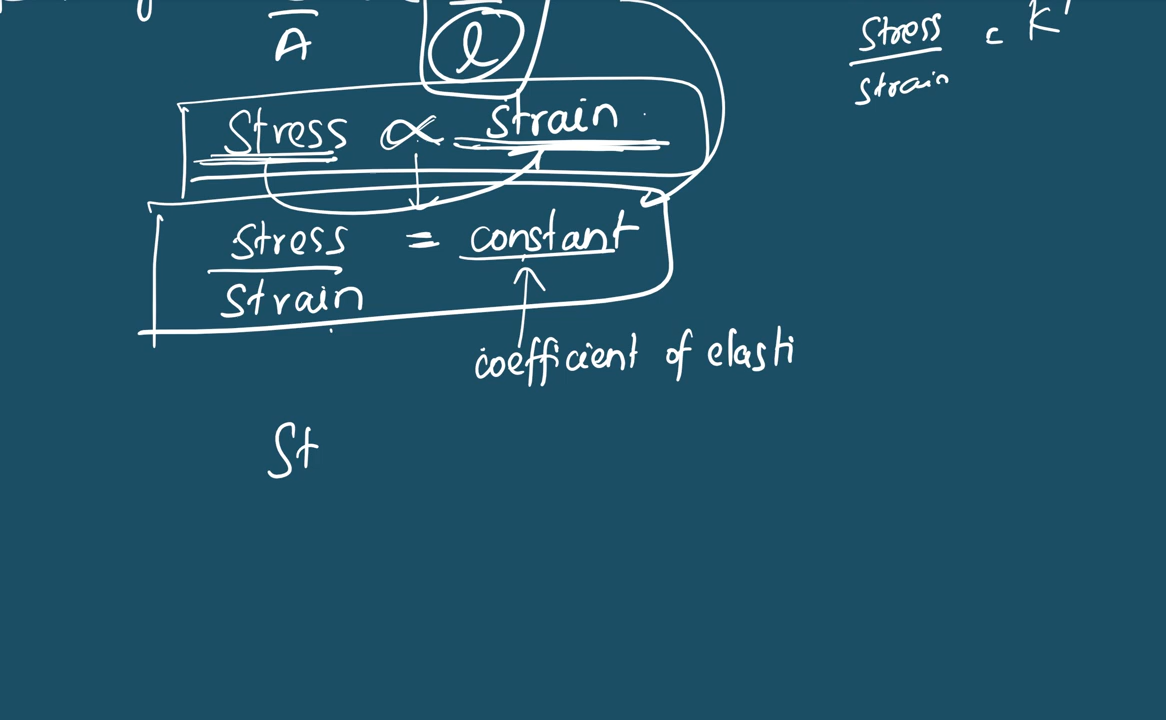 A
l
Stress ∝ strain
Stress = constant
Strain
coefficient of elasti
St
Stress = K'
Strain